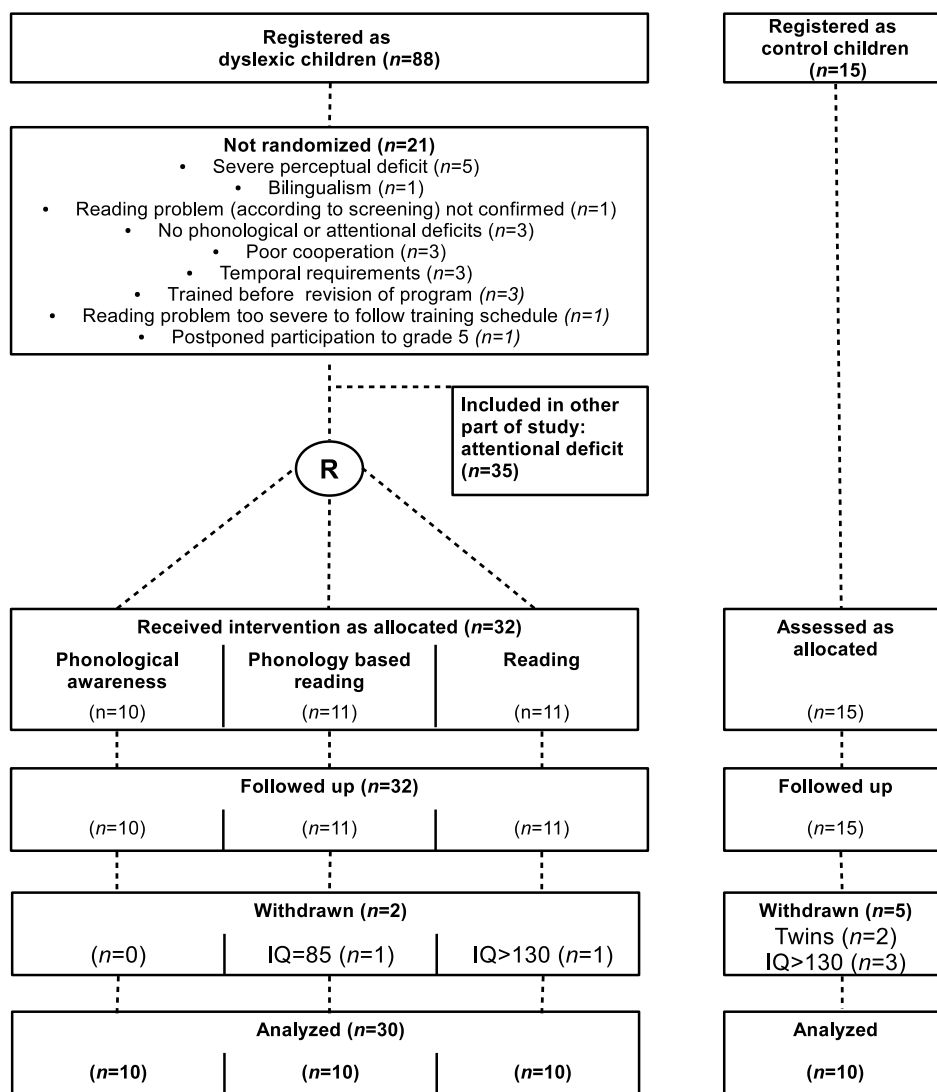 Registered as
dyslexic children (n=88)
Registered as
control children
(n=15)
Not randomized (n=21)
• Severe perceptual deficit (n=5)
• Bilingualism (n=1)
• Reading problem (according to screening) not confirmed (n=1)
• No phonological or attentional deficits (n=3)
• Poor cooperation (n=3)
• Temporal requirements (n=3)
• Trained before revision of program (n=3)
• Reading problem too severe to follow training schedule (n=1)
• Postponed participation to grade 5 (n=1)
Included in other
part of study:
attentional deficit
(n=35)
R
Received intervention as allocated (n=32)
Phonological
awareness
(n=10)
Phonology based
reading
(n=11)
Reading
(n=11)
Assessed as
allocated
(n=15)
Followed up (n=32)
(n=10)
(n=11)
(n=11)
Followed up
(n=15)
Withdrawn (n=2)
(n=0)
IQ=85 (n=1)
IQ>130 (n=1)
Withdrawn (n=5)
Twins (n=2)
IQ>130 (n=3)
Analyzed (n=30)
(n=10)
(n=10)
(n=10)
Analyzed
(n=10)